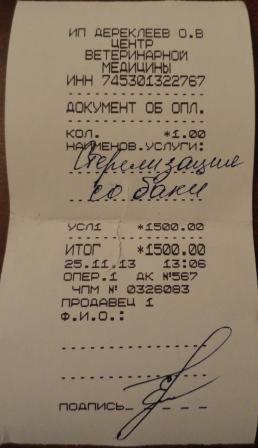 ИП ДЕРЕКЛЕЕВ О.В
ЦЕНТР
ВЕТЕРИНАРНОЙ
МЕДИЦИНЫ
ИНН 745301322767
ДОКУМЕНТ ОБ ОПЛ.
КОЛ. *1.00
НАИМЕНОВ.УСЛУГИ:
Стерелизация
собаки
УСЛ1 *1500.00
ИТОГ *1500.00
25.11.13 13:06
ОПЕР.1 ДК №567
ЧПМ № 0326083
ПРОДАВЕЦ 1
Ф.И.О.:
ПОДПИСЬ